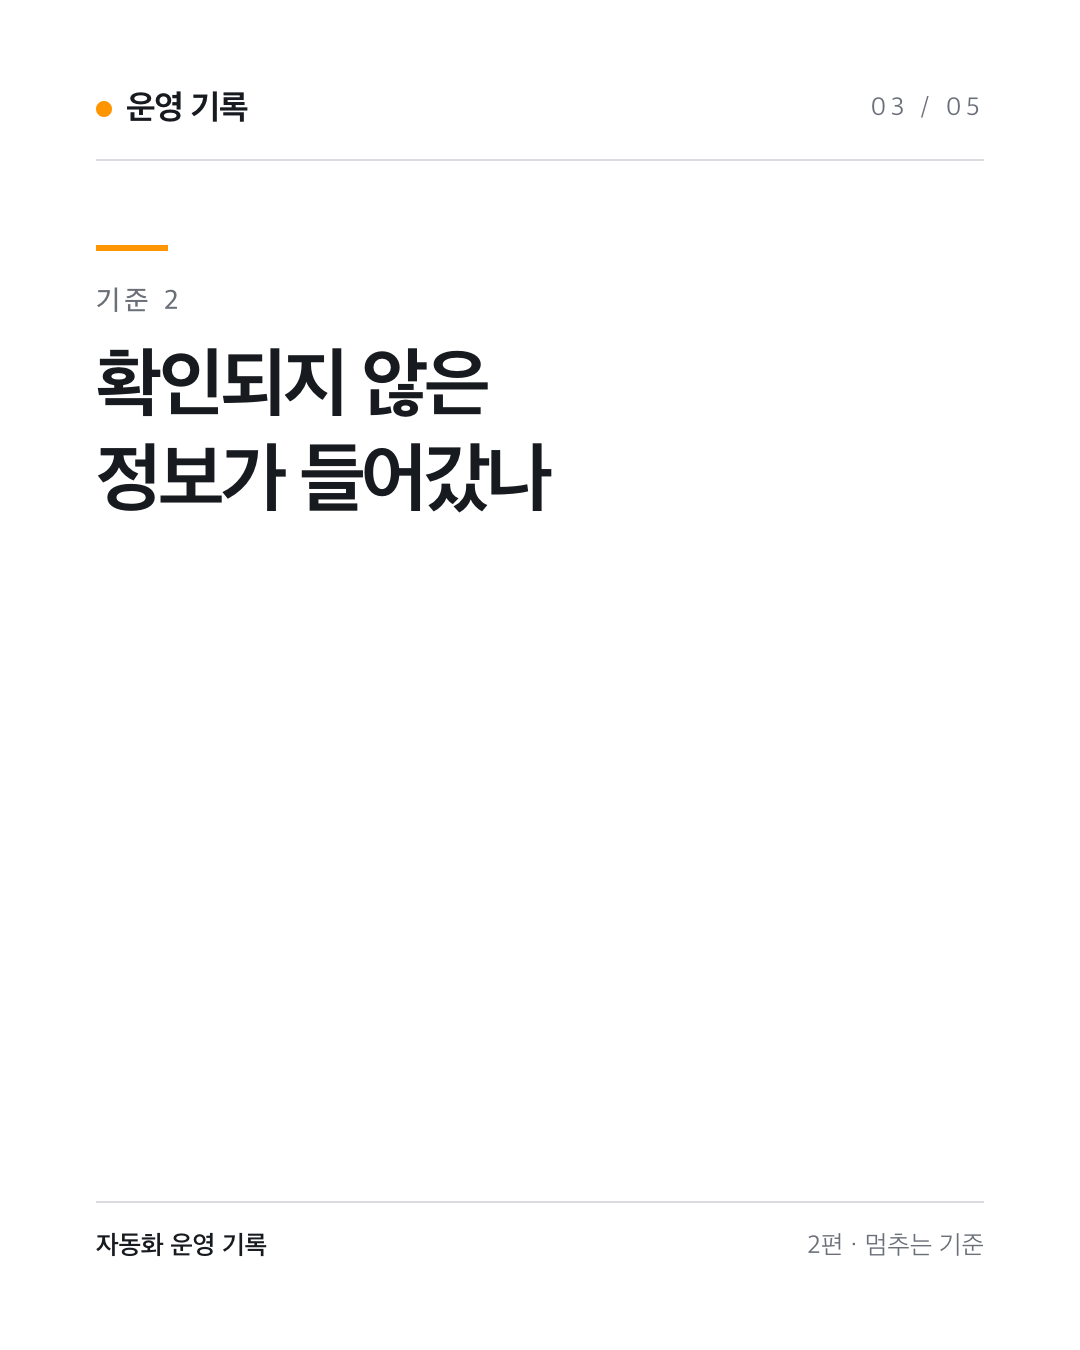 운영 기록
03 / 05
기준 2
확인되지 않은
정보가 들어갔나
자동화 운영 기록
2편 · 멈추는 기준